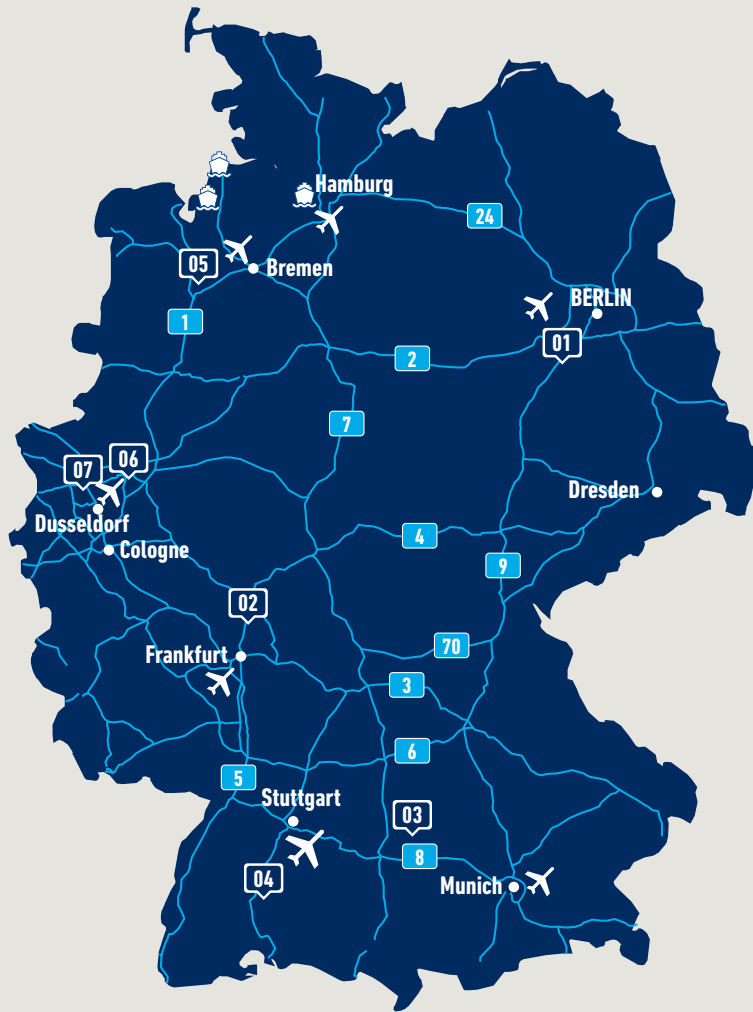 Hamburg
24
05
Bremen
BERLIN
1
01
2
7
07
06
Dresden
Dusseldorf
4
Cologne
9
02
70
Frankfurt
3
6
5
Stuttgart
03
8
04
Munich